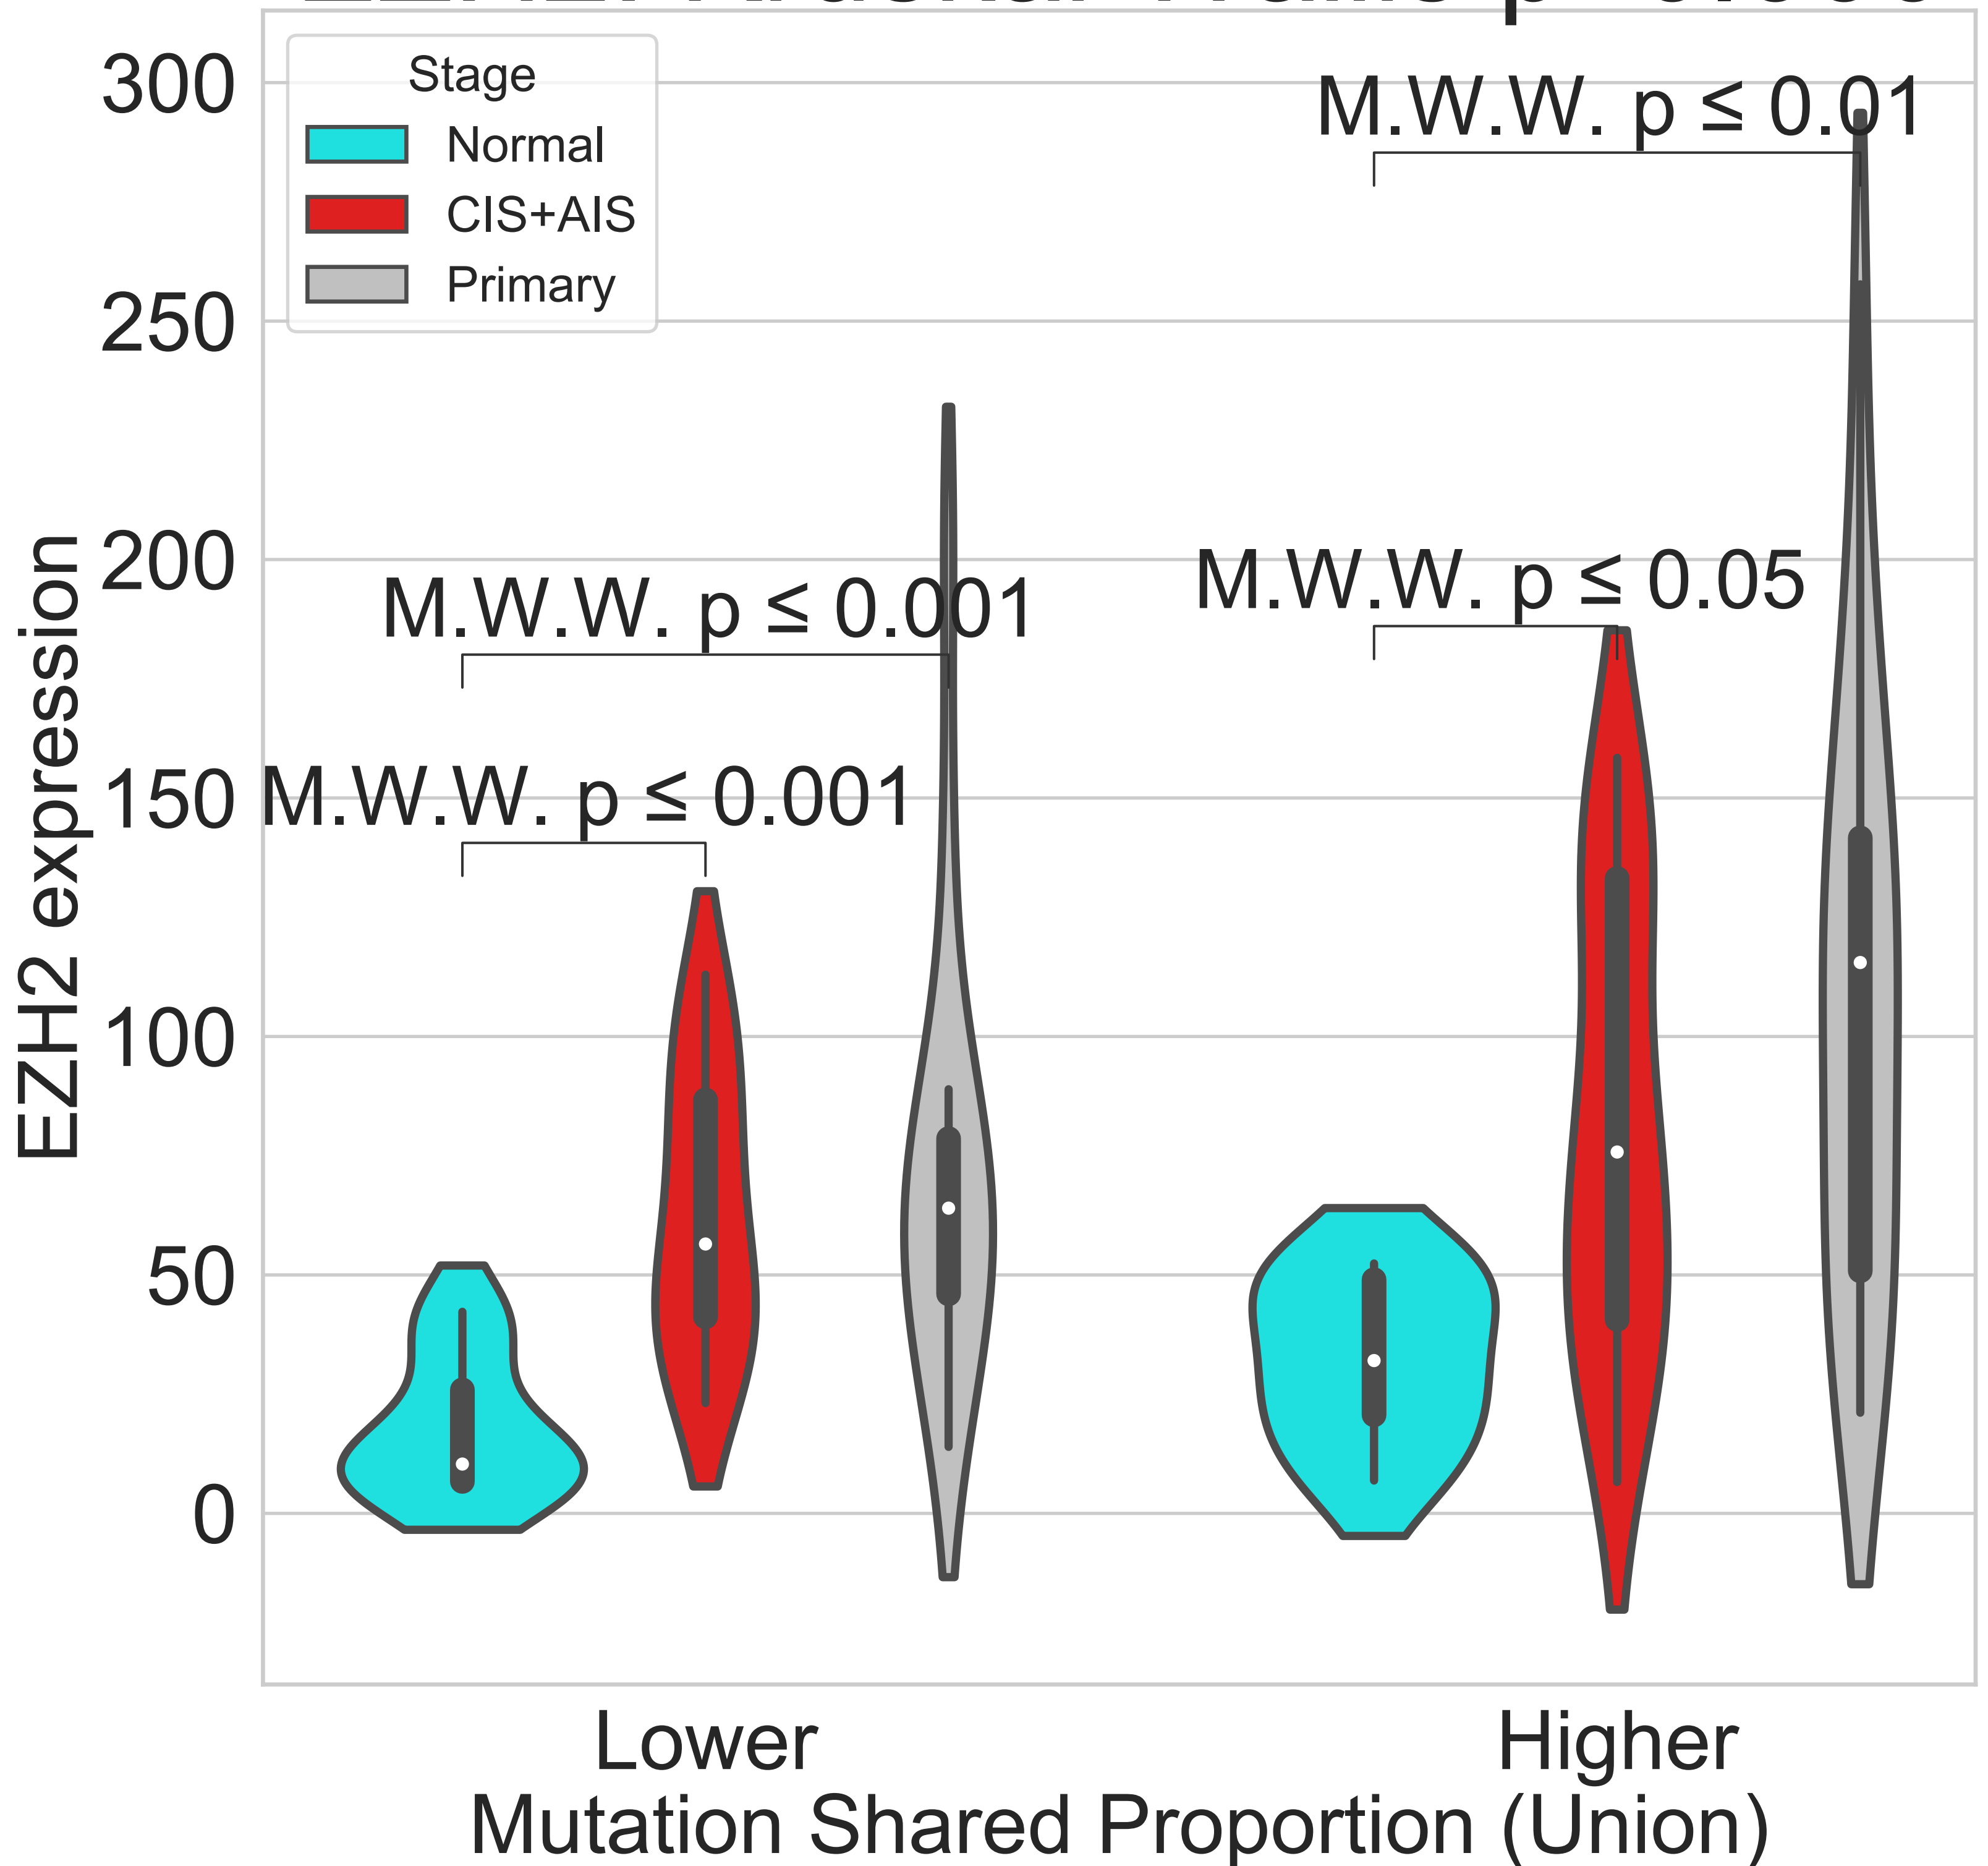 300
250
200
150
100
50
0
EZH2 expression
Stage
Normal
CIS+AIS
Primary
M.W.W. p ≤ 0.01
M.W.W. p ≤ 0.05
M.W.W. p ≤ 0.001
M.W.W. p ≤ 0.001
Lower
Higher
Mutation Shared Proportion (Union)